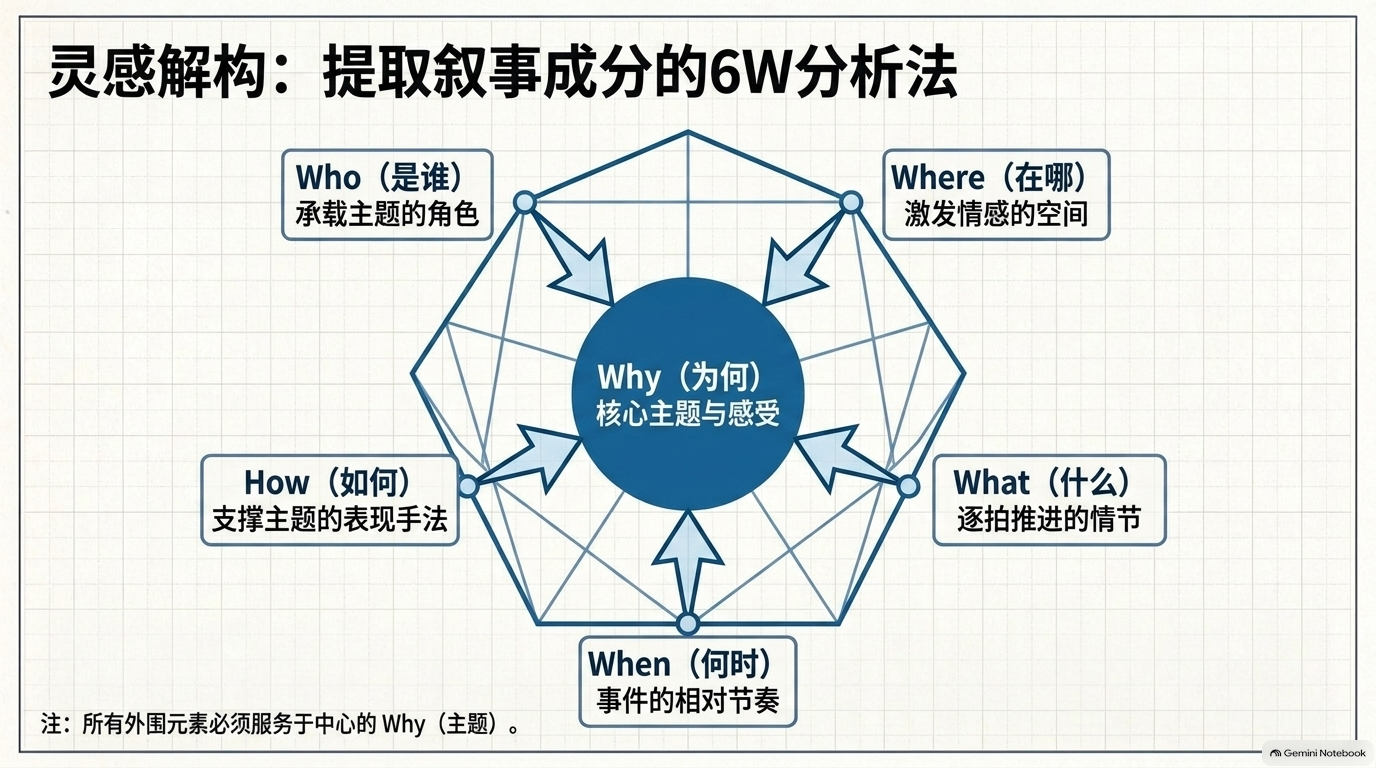 灵感解构：提取叙事成分的6W分析法
Who（是谁）
承载主题的角色
Where（在哪）
激发情感的空间
Why（为何）
核心主题与感受
How（如何）
支撑主题的表现手法
What（什么）
逐拍推进的情节
When（何时）
事件的相对节奏
注：所有外围元素必须服务于中心的 Why（主题）。
Gemini Notebook